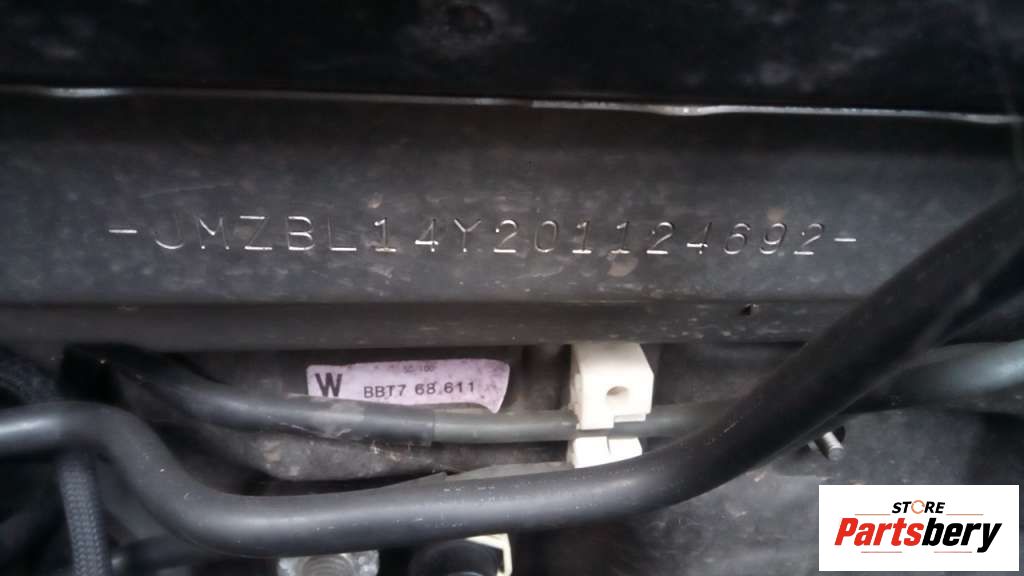 -JMZBL14Y201124692-
W BBT7 68.611
STORE
Partsbery